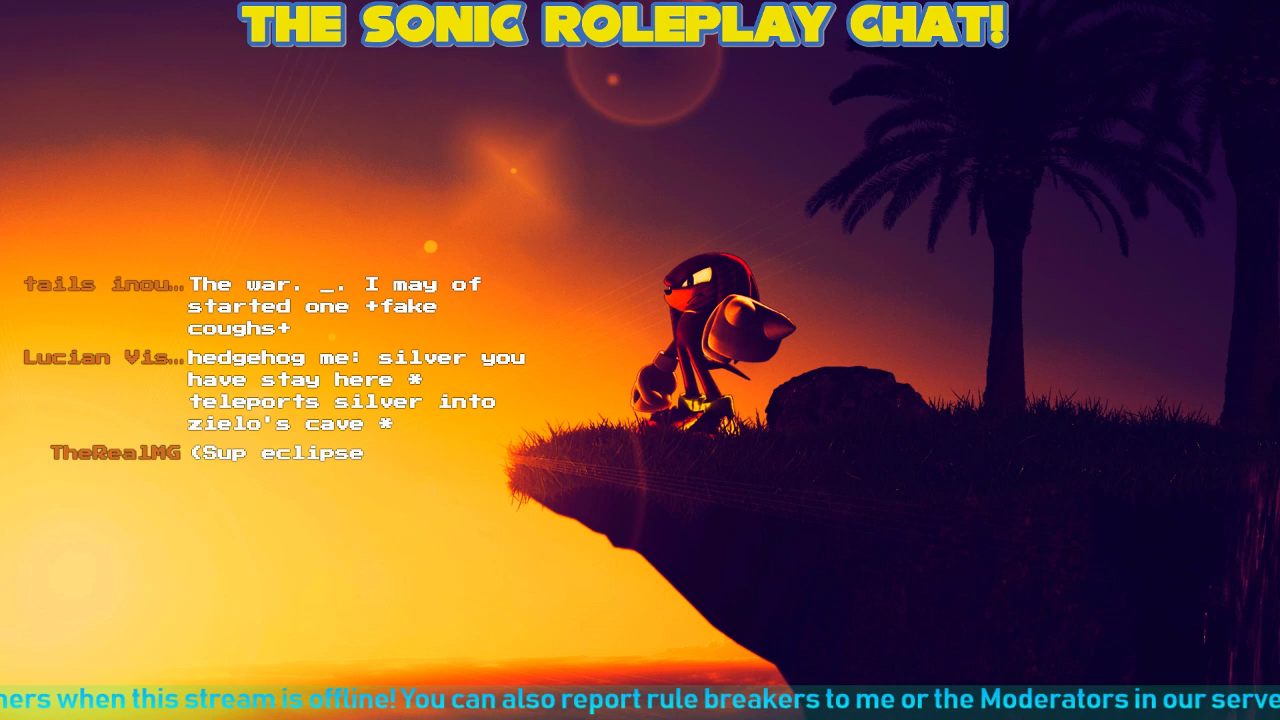 THE SONIC ROLEPLAY CHAT!
tails inou… The war. _. I may of
started one +fake
coughs+
Lucian Vis… hedgehog me: silver you
have stay here *
teleports silver into
zielo's cave *
TheRealMG (Sup eclipse
ners when this stream is offline! You can also report rule breakers to me or the Moderators in our serve